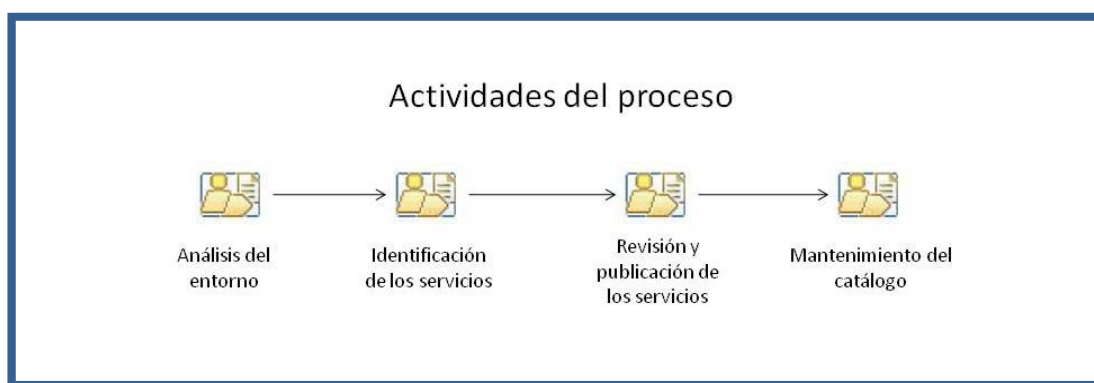 Actividades del proceso
Análisis del
entorno
Identificación
de los servicios
Revisión y
publicación de
los servicios
Mantenimiento del
catálogo